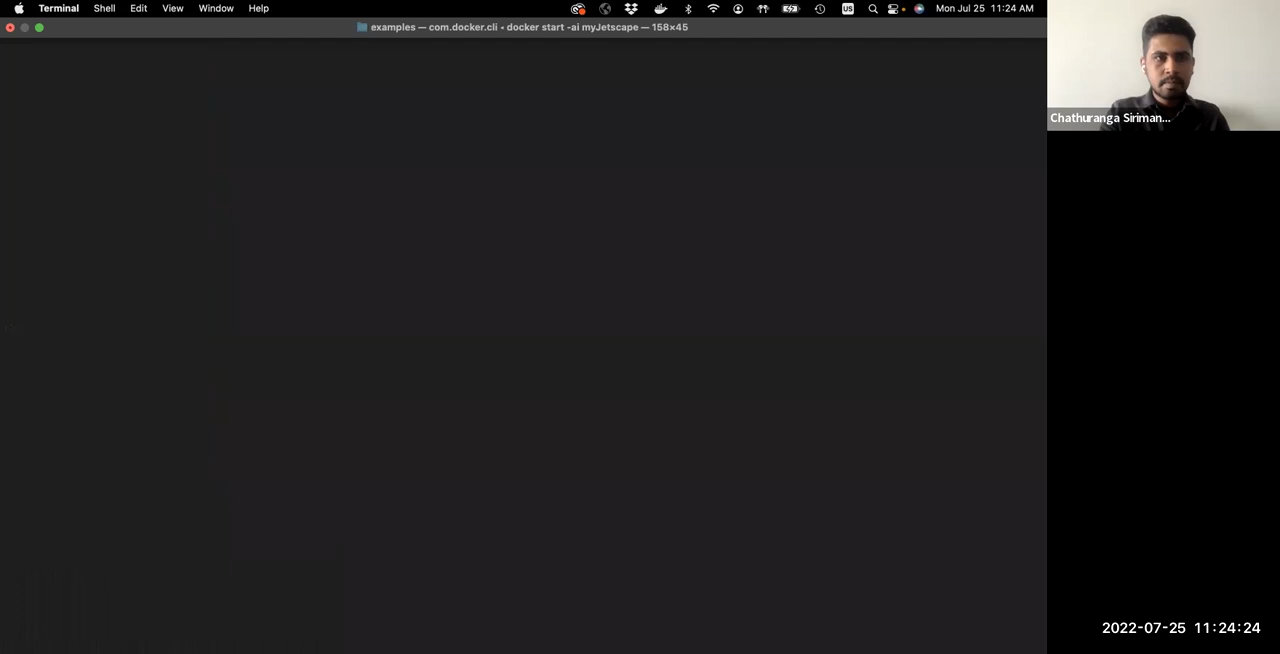 Terminal Shell Edit View Window Help US Mon Jul 25 11:24 AM
examples — com.docker.cli • docker start -ai myJetscape — 158×45
Chathuranga Siriman...
2022-07-25 11:24:24